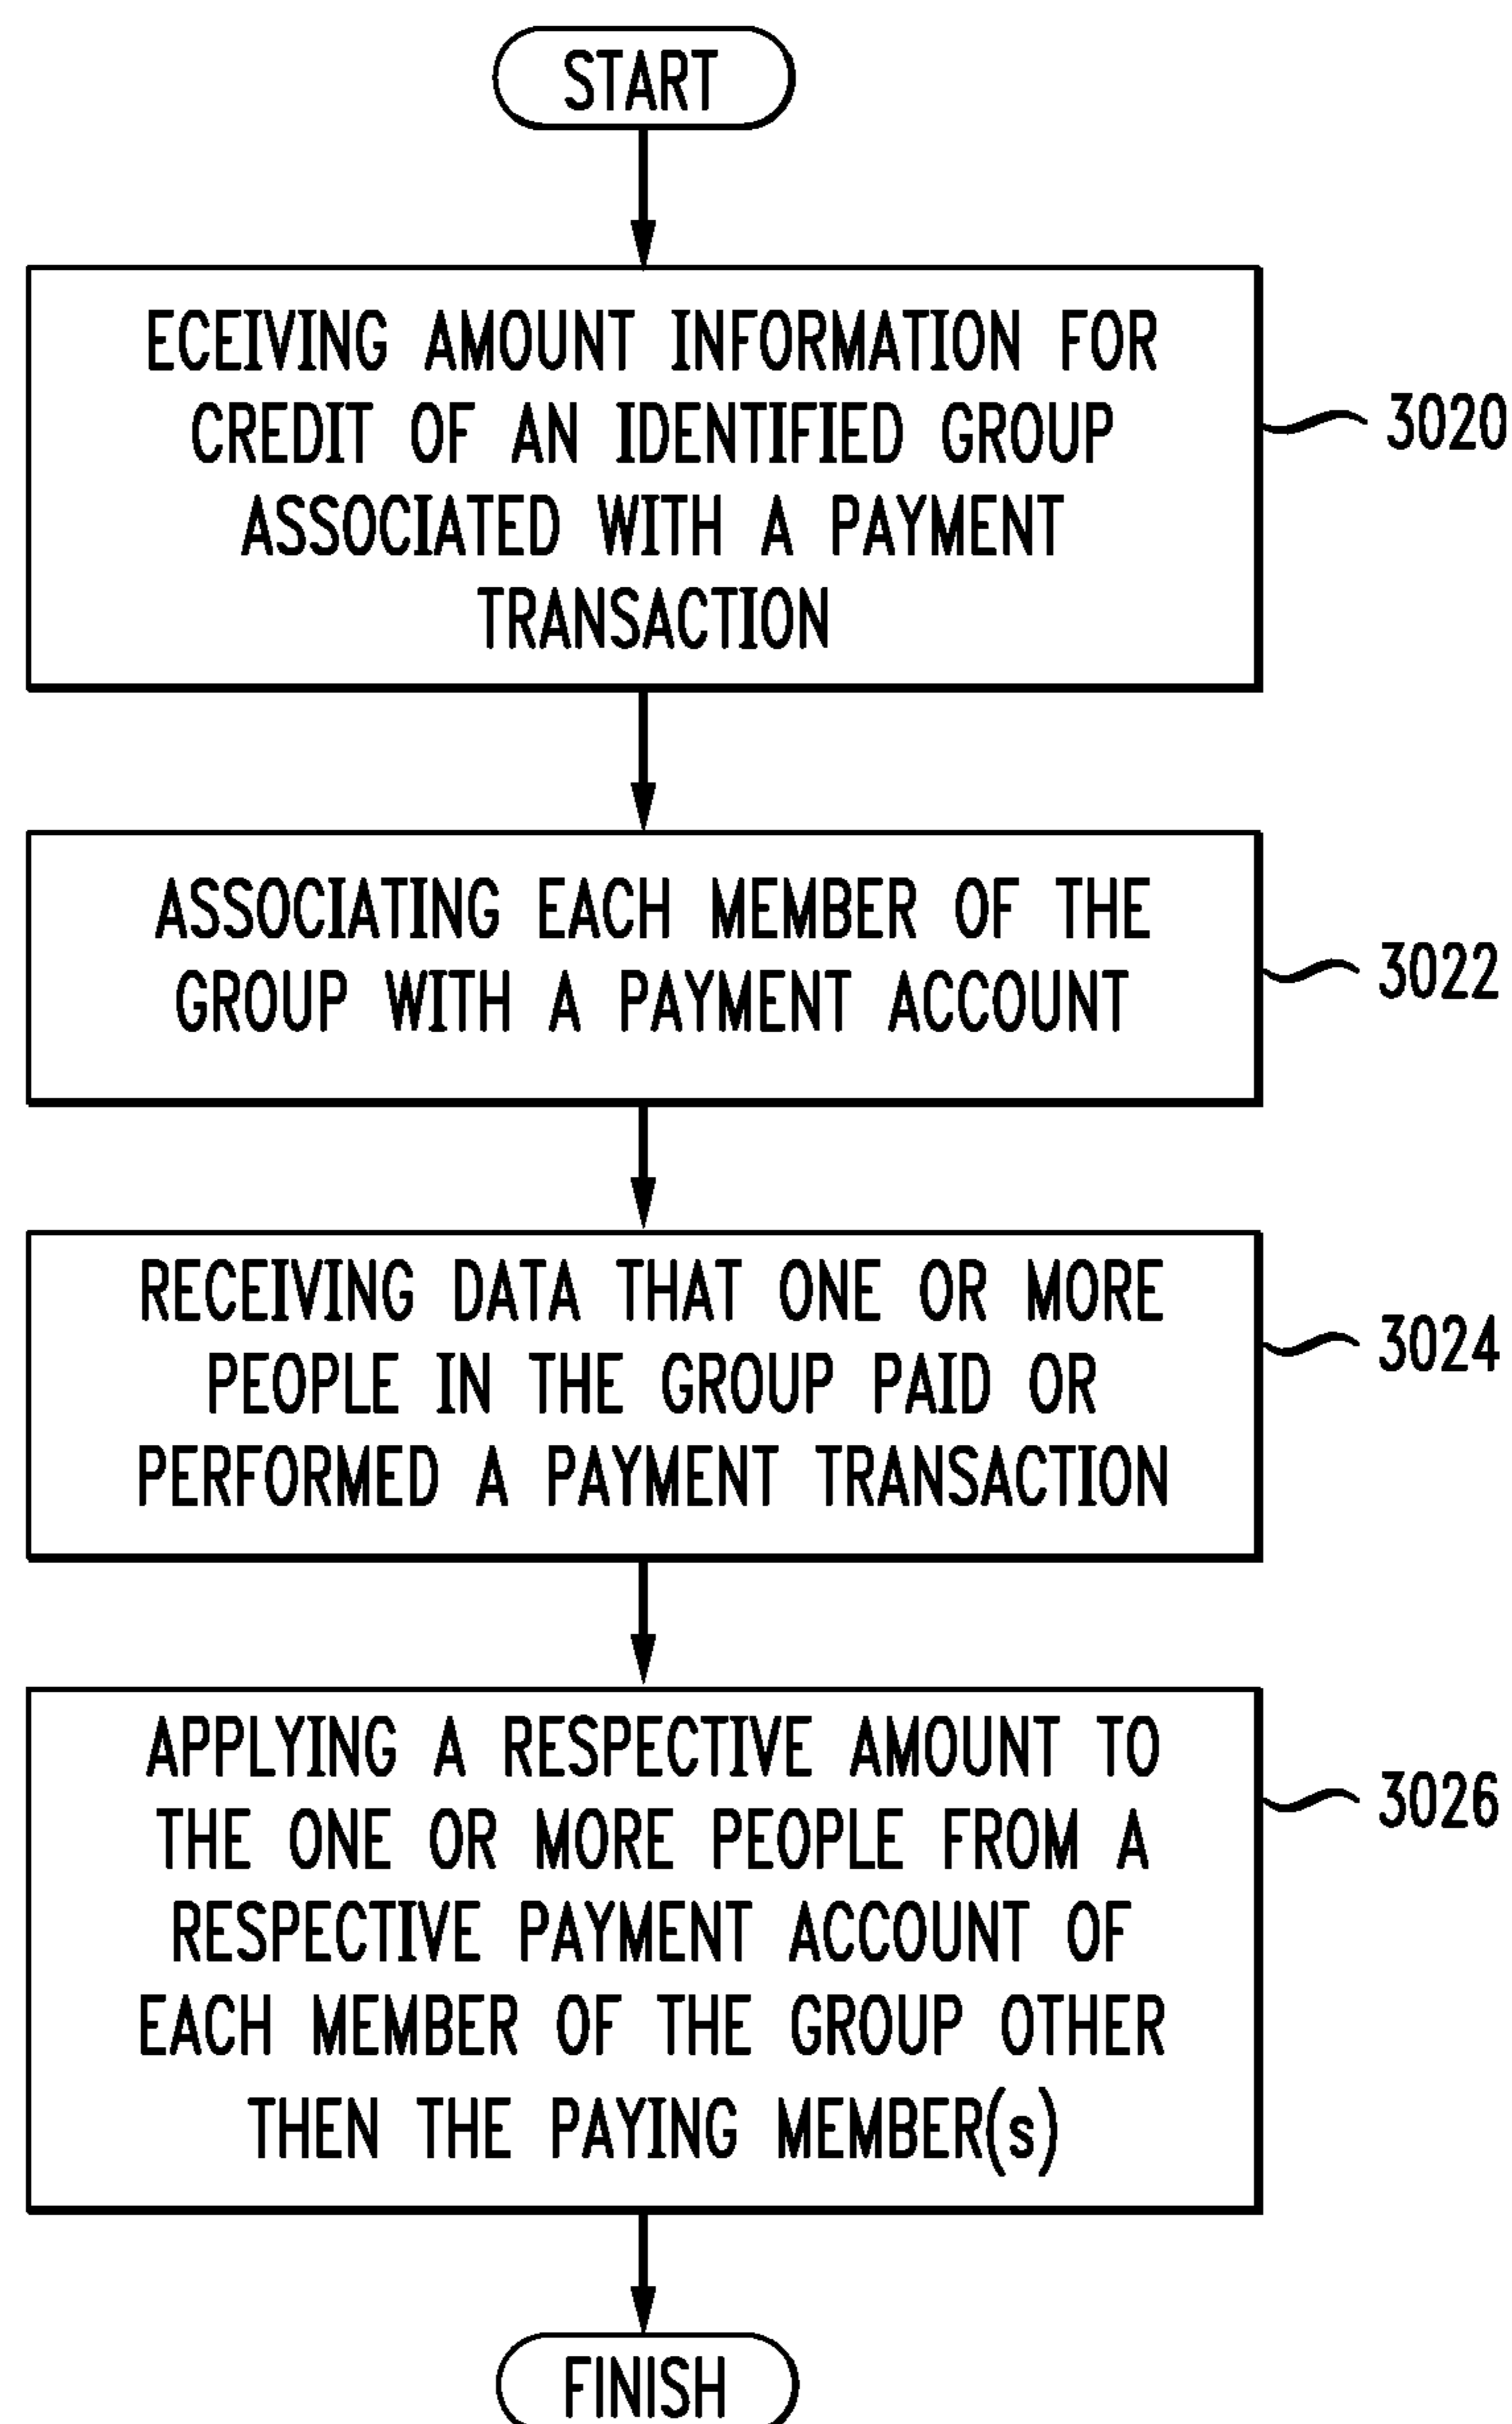 START
ECEIVING AMOUNT INFORMATION FOR
CREDIT OF AN IDENTIFIED GROUP
ASSOCIATED WITH A PAYMENT
TRANSACTION
3020
ASSOCIATING EACH MEMBER OF THE
GROUP WITH A PAYMENT ACCOUNT
3022
RECEIVING DATA THAT ONE OR MORE
PEOPLE IN THE GROUP PAID OR
PERFORMED A PAYMENT TRANSACTION
3024
APPLYING A RESPECTIVE AMOUNT TO
THE ONE OR MORE PEOPLE FROM A
RESPECTIVE PAYMENT ACCOUNT OF
EACH MEMBER OF THE GROUP OTHER
THEN THE PAYING MEMBER(s)
3026
FINISH